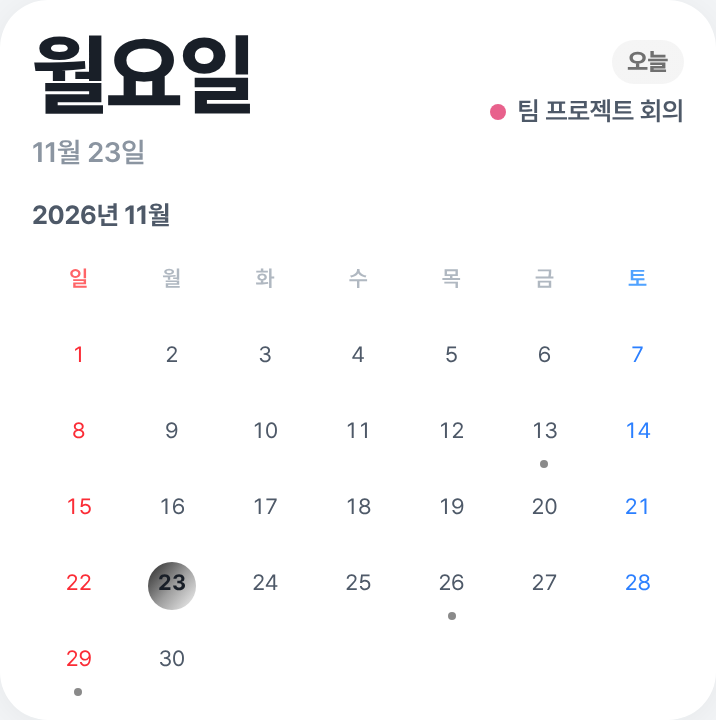 월요일
오늘
팀 프로젝트 회의
11월 23일
2026년 11월
일 월 화 수 목 금 토
1 2 3 4 5 6 7
8 9 10 11 12 13 14
15 16 17 18 19 20 21
22 23 24 25 26 27 28
29 30